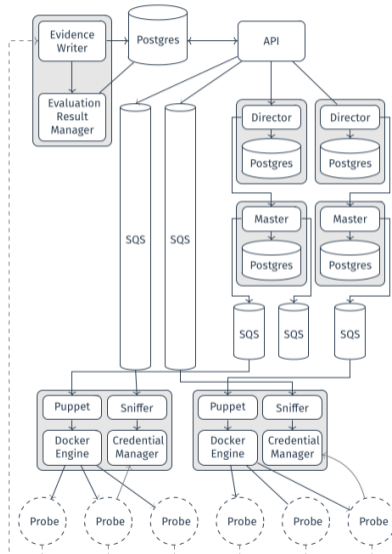 Evidence
Writer
Postgres
API
Evaluation
Result
Manager
Director
Director
Postgres
Postgres
SQS
SQS
Master
Master
Postgres
Postgres
SQS
SQS
SQS
Puppet
Sniffer
Puppet
Sniffer
Docker
Engine
Credential
Manager
Docker
Engine
Credential
Manager
Probe
Probe
Probe
Probe
Probe
Probe